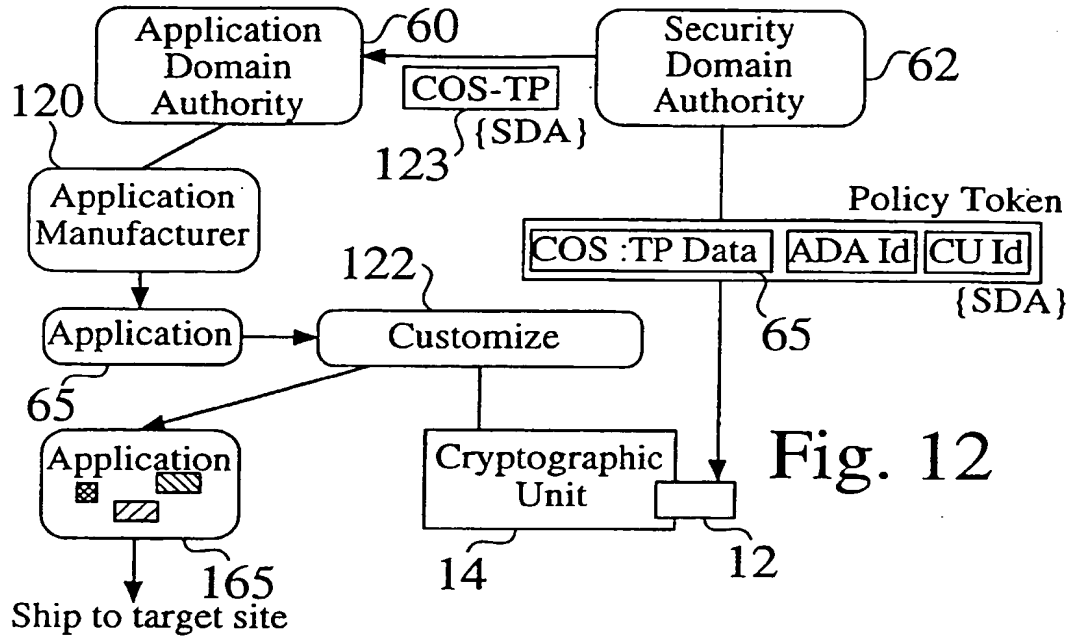 Application
Domain
Authority
60
Security
Domain
Authority
62
COS-TP
{SDA}
123
120
Application
Manufacturer
Policy Token
COS :TP Data
ADA Id
CU Id
{SDA}
65
122
Application
Customize
65
Application
165
Cryptographic
Unit
14
12
Fig. 12
Ship to target site